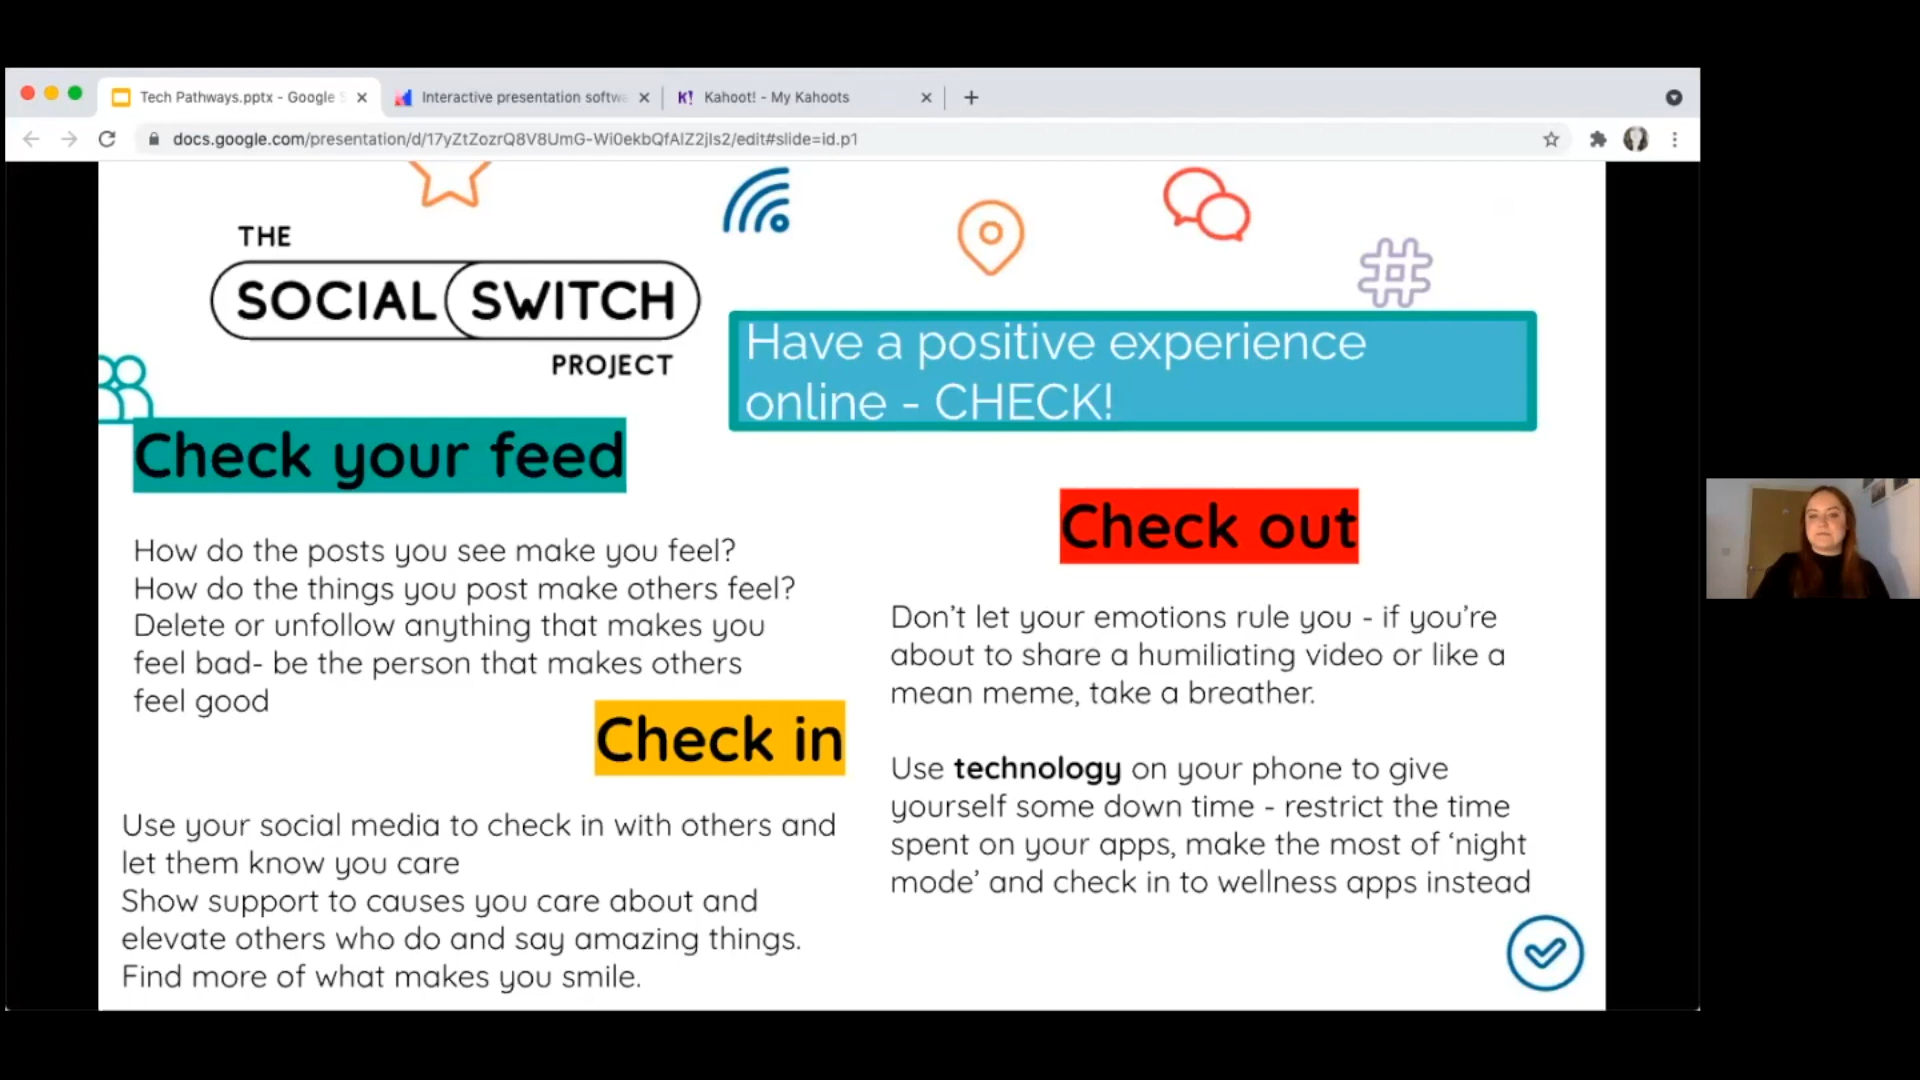 Tech Pathways.pptx - Google S
Interactive presentation softwa
K! Kahoot! - My Kahoots
docs.google.com/presentation/d/17yZtZozrQ8V8UmG-Wi0ekbQfAIZ2jIs2/edit#slide=id.p1
THE
SOCIAL SWITCH
PROJECT
Have a positive experience
online - CHECK!
Check your feed
How do the posts you see make you feel?
How do the things you post make others feel?
Delete or unfollow anything that makes you
feel bad- be the person that makes others
feel good
Check in
Use your social media to check in with others and
let them know you care
Show support to causes you care about and
elevate others who do and say amazing things.
Find more of what makes you smile.
Check out
Don’t let your emotions rule you - if you’re
about to share a humiliating video or like a
mean meme, take a breather.
Use technology on your phone to give
yourself some down time - restrict the time
spent on your apps, make the most of ‘night
mode’ and check in to wellness apps instead